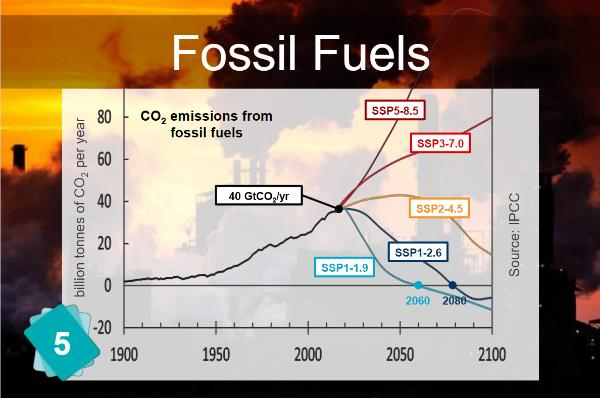 Fossil Fuels
CO₂ emissions from
fossil fuels
billion tonnes of CO₂ per year
80
60
40
20
0
-20
1900
1950
2000
2050
2100
40 GtCO₂/yr
SSP5-8.5
SSP3-7.0
SSP2-4.5
SSP1-2.6
SSP1-1.9
2060
2080
Source: IPCC
5